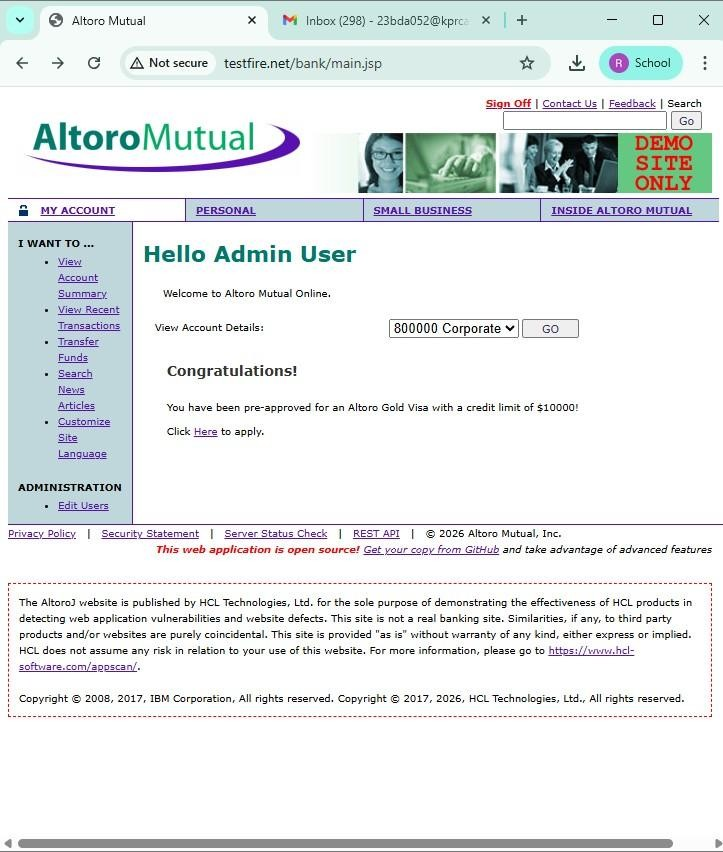 Altoro Mutual
Inbox (298) - 23bda052@kprca
Not secure
testfire.net/bank/main.jsp
R School
Sign Off | Contact Us | Feedback | Search
Go
AltoroMutual
DEMO
SITE
ONLY
MY ACCOUNT
PERSONAL
SMALL BUSINESS
INSIDE ALTORO MUTUAL
I WANT TO ...
View
Account
Summary
View Recent
Transactions
Transfer
Funds
Search
News
Articles
Customize
Site
Language
ADMINISTRATION
Edit Users
Hello Admin User
Welcome to Altoro Mutual Online.
View Account Details: 800000 Corporate GO
Congratulations!
You have been pre-approved for an Altoro Gold Visa with a credit limit of $10000!
Click Here to apply.
Privacy Policy | Security Statement | Server Status Check | REST API | © 2026 Altoro Mutual, Inc.
This web application is open source! Get your copy from GitHub and take advantage of advanced features
The AltoroJ website is published by HCL Technologies, Ltd. for the sole purpose of demonstrating the effectiveness of HCL products in
detecting web application vulnerabilities and website defects. This site is not a real banking site. Similarities, if any, to third party
products and/or websites are purely coincidental. This site is provided "as is" without warranty of any kind, either express or implied.
HCL does not assume any risk in relation to your use of this website. For more information, please go to https://www.hcl-
software.com/appscan/.
Copyright © 2008, 2017, IBM Corporation, All rights reserved. Copyright © 2017, 2026, HCL Technologies, Ltd., All rights reserved.